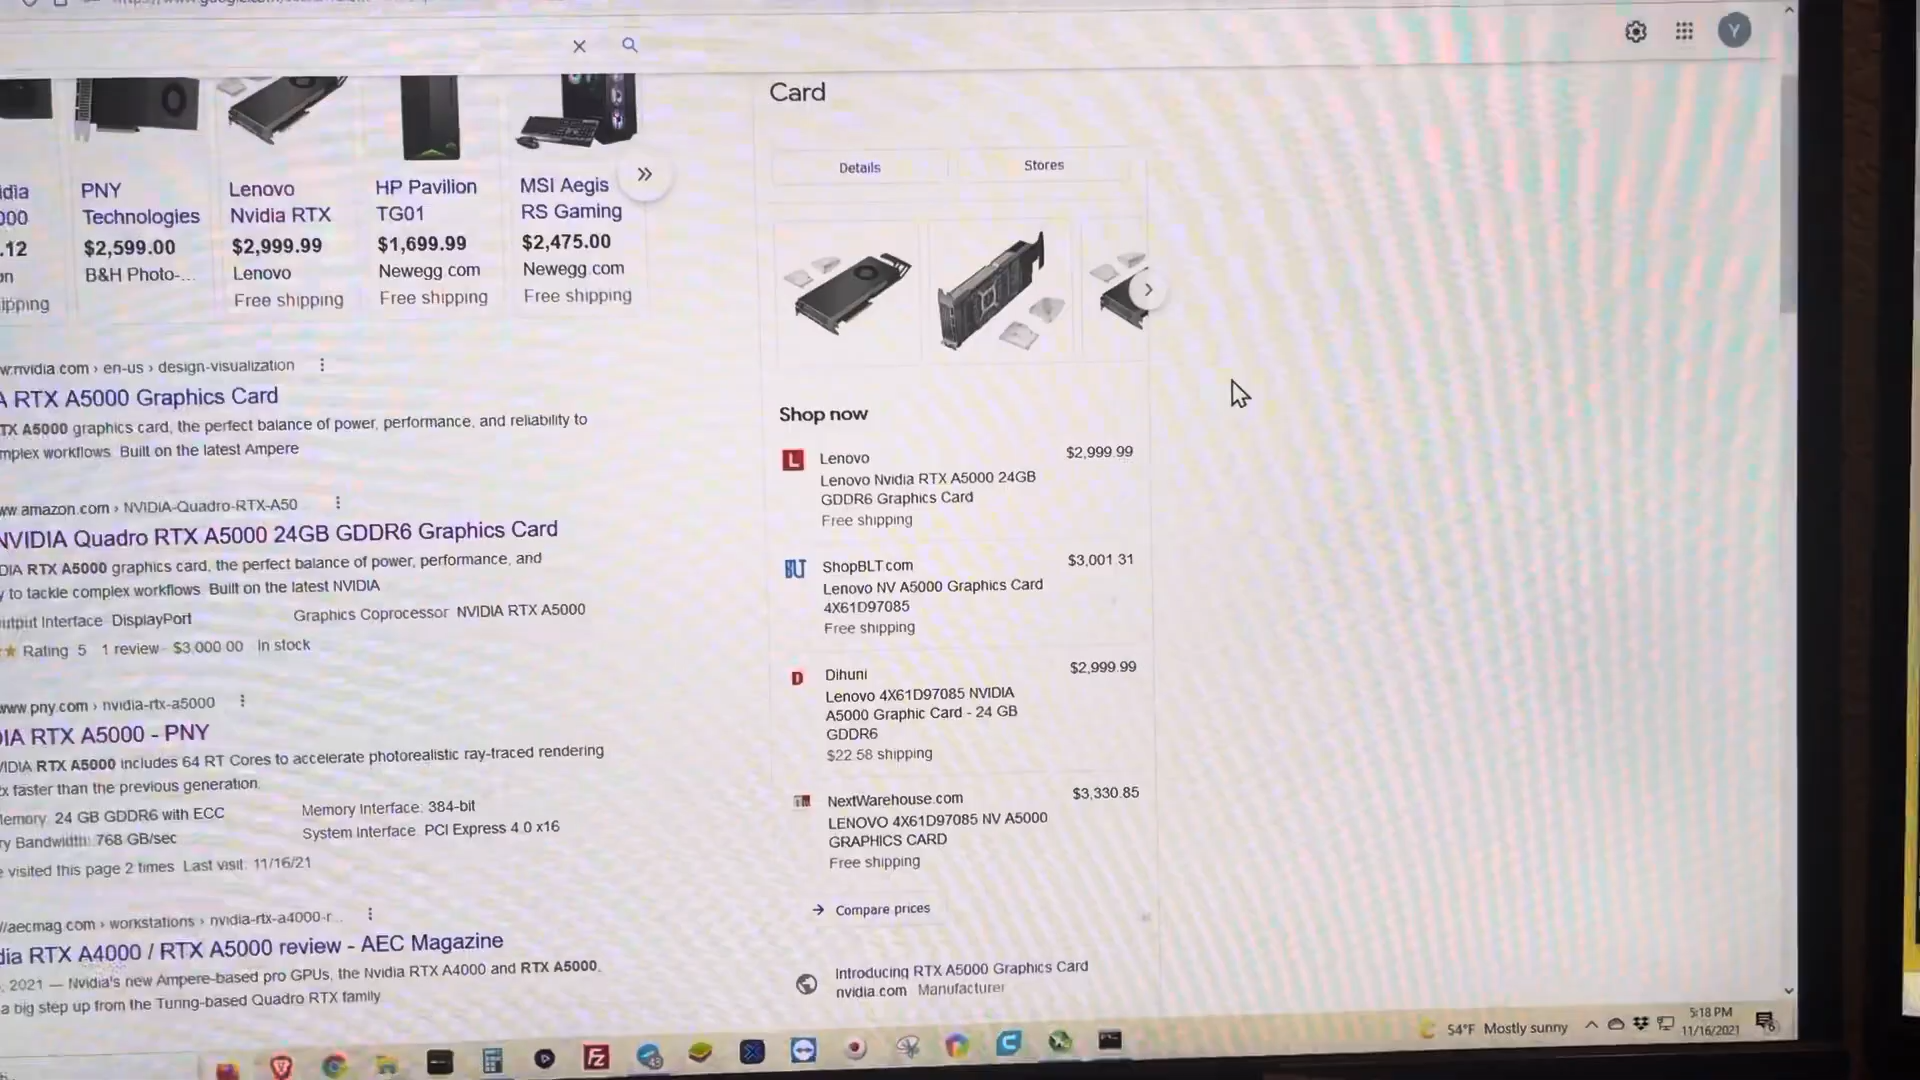 Y
Card
Details
Stores
idia
000
.12
on
ipping
PNY
Technologies
$2,599.00
B&H Photo-...
Lenovo
Nvidia RTX
$2,999.99
Lenovo
Free shipping
HP Pavilion
TG01
$1,699.99
Newegg.com
Free shipping
MSI Aegis
RS Gaming
$2,475.00
Newegg.com
Free shipping
w.nvidia.com › en-us › design-visualization
A RTX A5000 Graphics Card
TX A5000 graphics card, the perfect balance of power, performance, and reliability to
mplex workflows Built on the latest Ampere
ww.amazon.com › NVIDIA-Quadro-RTX-A50
NVIDIA Quadro RTX A5000 24GB GDDR6 Graphics Card
DIA RTX A5000 graphics card, the perfect balance of power, performance, and
y to tackle complex workflows Built on the latest NVIDIA
utput Interface DisplayPort
Graphics Coprocessor NVIDIA RTX A5000
Rating 5 1 review $3,000.00 In stock
www.pny.com › nvidia-rtx-a5000
DIA RTX A5000 - PNY
VIDIA RTX A5000 includes 64 RT Cores to accelerate photorealistic ray-traced rendering
x faster than the previous generation
Memory 24 GB GDDR6 with ECC
Memory Interface 384-bit
ry Bandwidth 768 GB/sec
System Interface PCI Express 4.0 x16
e visited this page 2 times Last visit 11/16/21
//aecmag.com › workstations › nvidia-rtx-a4000-r...
dia RTX A4000 / RTX A5000 review - AEC Magazine
, 2021 — Nvidia's new Ampere-based pro GPUs, the Nvidia RTX A4000 and RTX A5000,
a big step up from the Turing-based Quadro RTX family
Shop now
Lenovo
$2,999.99
Lenovo Nvidia RTX A5000 24GB
GDDR6 Graphics Card
Free shipping
ShopBLT.com
$3,001.31
Lenovo NV A5000 Graphics Card
4X61D97085
Free shipping
Dihuni
$2,999.99
Lenovo 4X61D97085 NVIDIA
A5000 Graphic Card - 24 GB
GDDR6
$22.58 shipping
NextWarehouse.com
$3,330.85
LENOVO 4X61D97085 NV A5000
GRAPHICS CARD
Free shipping
Compare prices
Introducing RTX A5000 Graphics Card
nvidia.com Manufacturer
54°F Mostly sunny
5:18 PM
11/16/2021